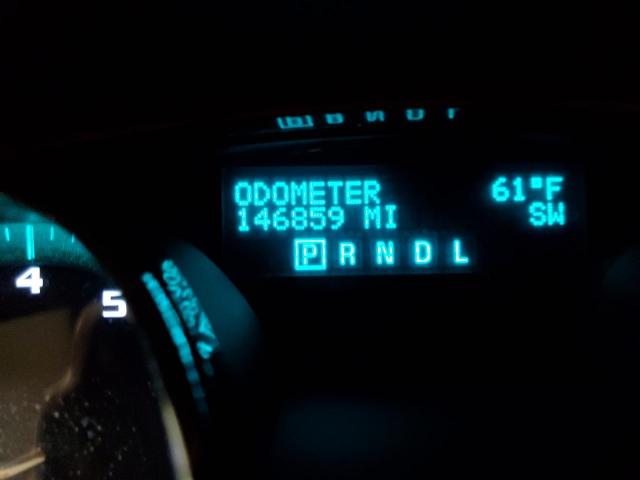 ODOMETER 61°F
146859 MI SW
P R N D L
4
5